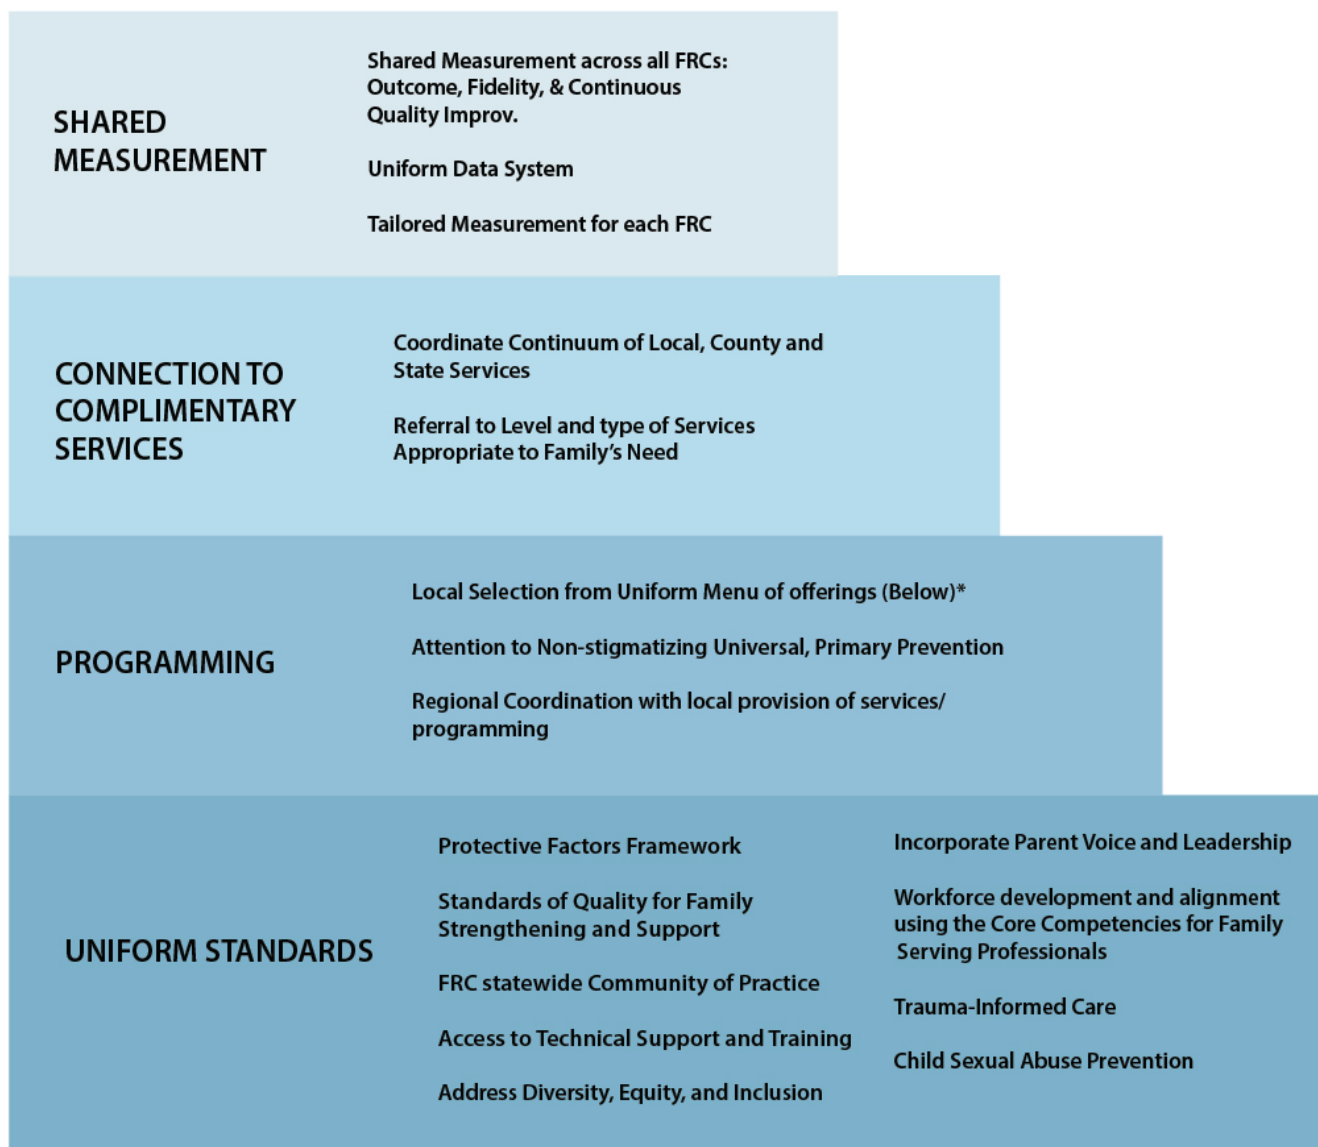 SHARED
MEASUREMENT
Shared Measurement across all FRCs:
Outcome, Fidelity, & Continuous
Quality Improv.
Uniform Data System
Tailored Measurement for each FRC
CONNECTION TO
COMPLIMENTARY
SERVICES
Coordinate Continuum of Local, County and
State Services
Referral to Level and type of Services
Appropriate to Family’s Need
PROGRAMMING
Local Selection from Uniform Menu of offerings (Below)*
Attention to Non-stigmatizing Universal, Primary Prevention
Regional Coordination with local provision of services/
programming
UNIFORM STANDARDS
Protective Factors Framework
Standards of Quality for Family
Strengthening and Support
FRC statewide Community of Practice
Access to Technical Support and Training
Address Diversity, Equity, and Inclusion
Incorporate Parent Voice and Leadership
Workforce development and alignment
using the Core Competencies for Family
Serving Professionals
Trauma-Informed Care
Child Sexual Abuse Prevention